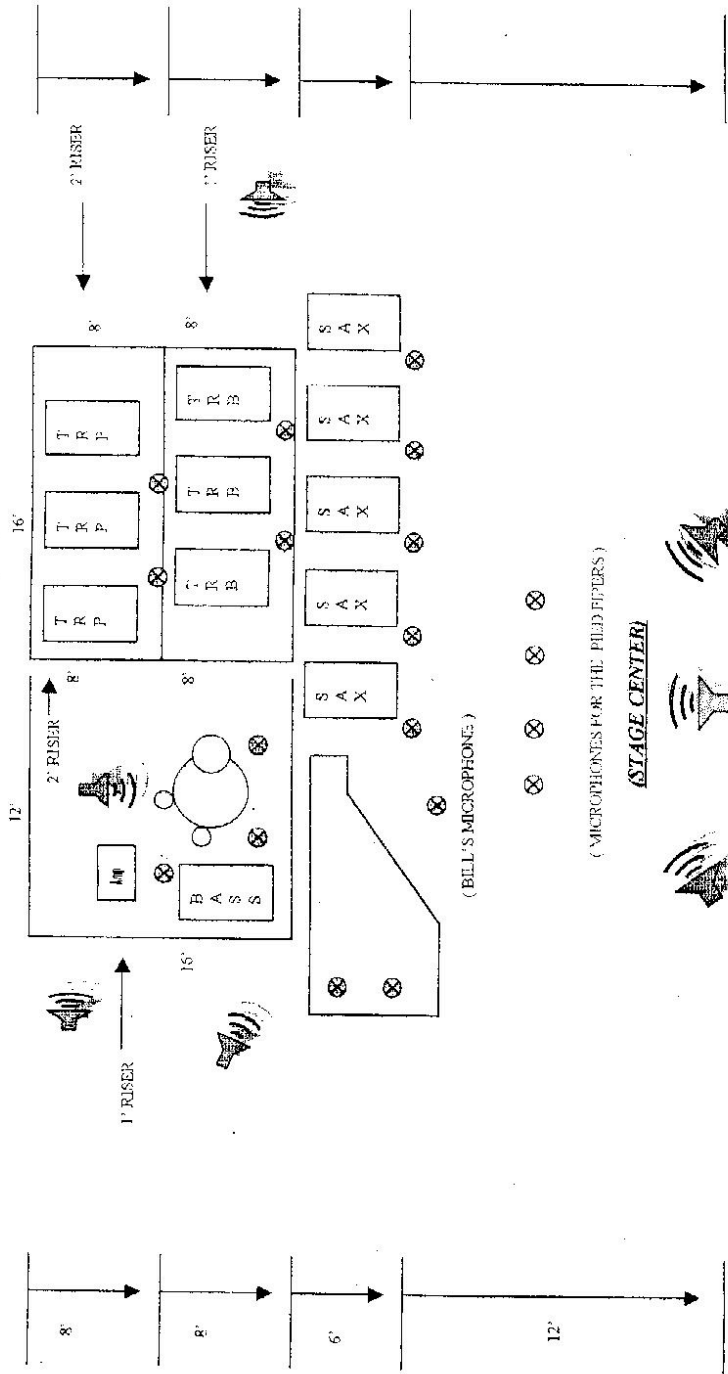 12'
16'
8'
2' RISER
8'
T R P
T R P
T R P
8'
2' RISER
Amp
1' RISER
8'
B A S S
8'
T R B
T R B
T R B
8'
1' RISER
6'
S A X
S A X
S A X
S A X
S A X
( BILL'S MICROPHONE )
12'
( MICROPHONES FOR THE PIED PIPERS )
(STAGE CENTER)